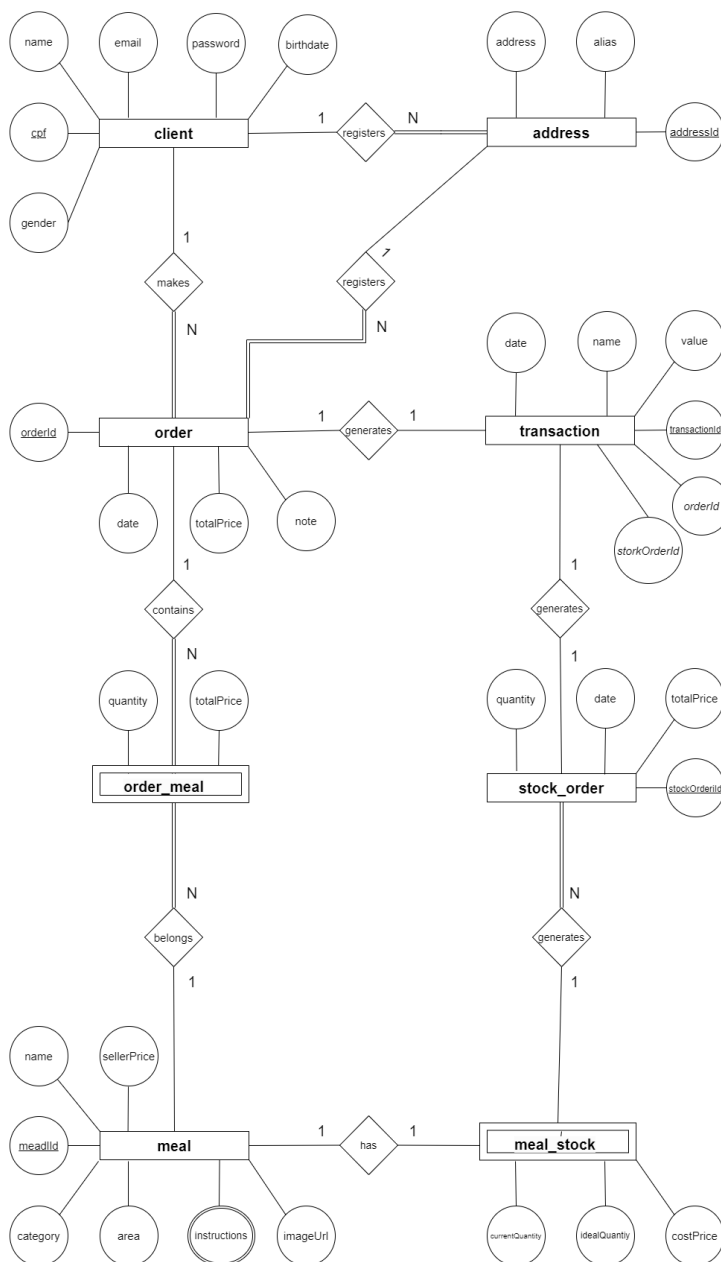 name
email
password
birthdate
address
alias
cpf
client
1
registers
N
address
addressId
gender
1
makes
N
1
registers
N
date
name
value
orderId
order
1
generates
1
transaction
transactionId
date
totalPrice
note
orderId
storkOrderId
1
contains
N
1
generates
1
quantity
totalPrice
quantity
date
totalPrice
order_meal
stock_order
stockOrderiId
N
belongs
1
N
generates
1
name
sellerPrice
meadlId
meal
1
has
1
meal_stock
category
area
instructions
imageUrl
currentQuantity
idealQuantiy
costPrice